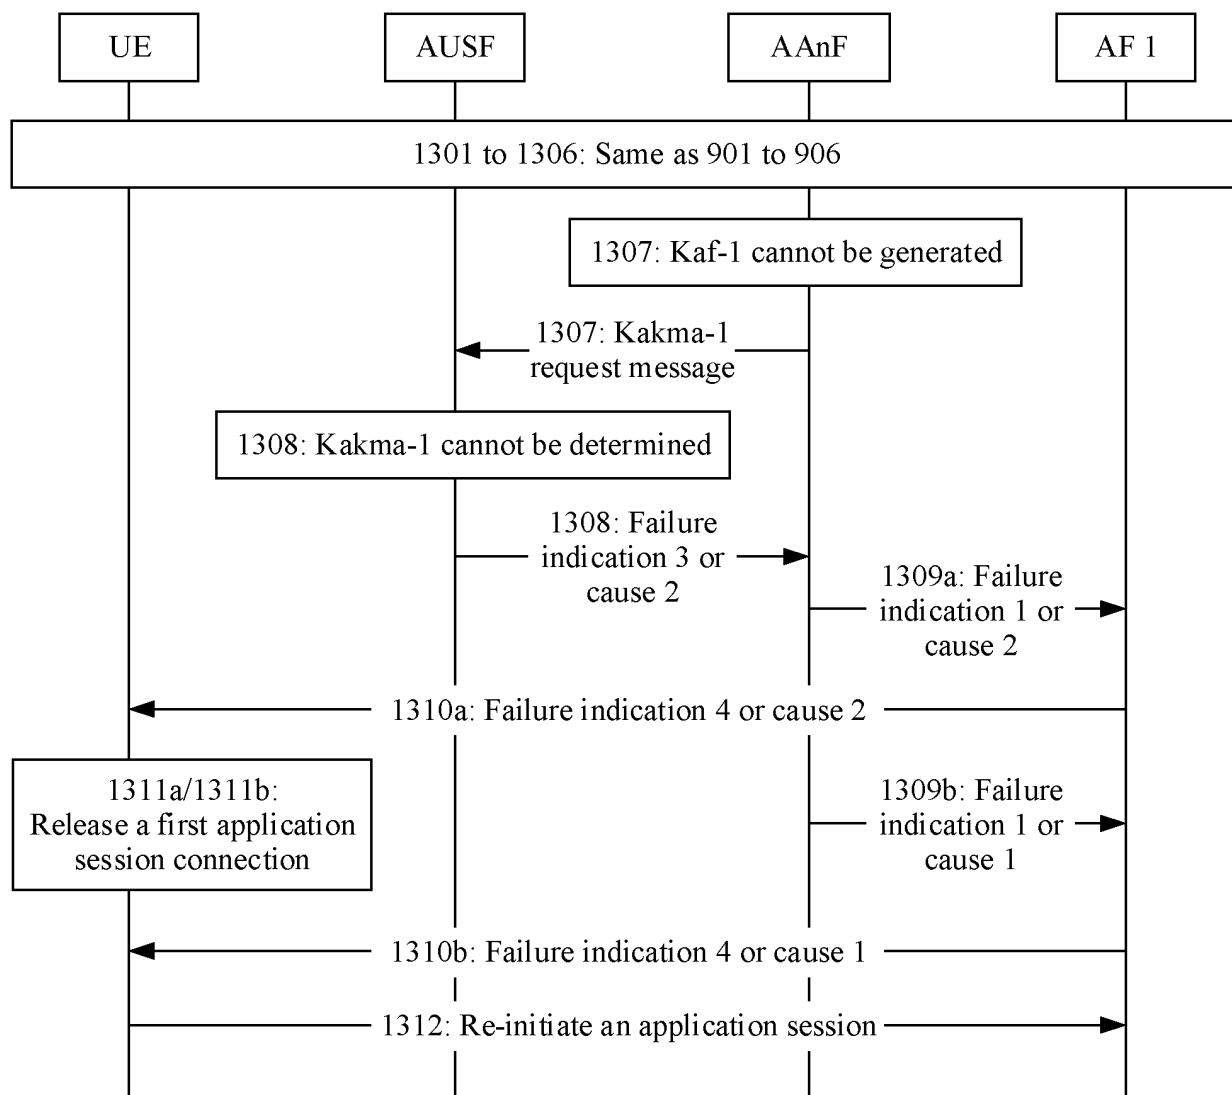 UE
AUSF
AAnF
AF 1
1301 to 1306: Same as 901 to 906
1307: Kaf-1 cannot be generated
1307: Kakma-1
request message
1308: Kakma-1 cannot be determined
1308: Failure
indication 3 or
cause 2
1309a: Failure
indication 1 or
cause 2
1310a: Failure indication 4 or cause 2
1311a/1311b:
Release a first application
session connection
1309b: Failure
indication 1 or
cause 1
1310b: Failure indication 4 or cause 1
1312: Re-initiate an application session